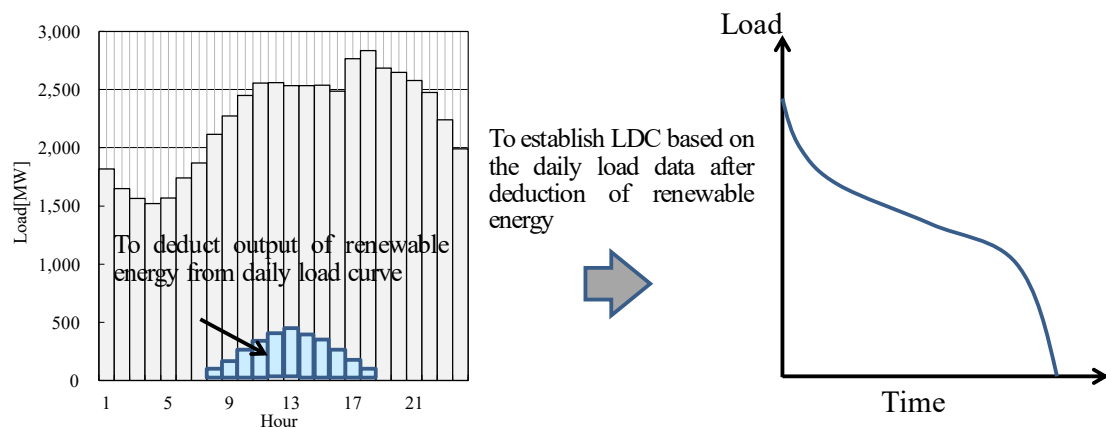 3,000
2,500
2,000
1,500
1,000
500
0
Load[MW]
To deduct output of renewable
energy from daily load curve
1 5 9 13 17 21
Hour
To establish LDC based on
the daily load data after
deduction of renewable
energy
Load
Time